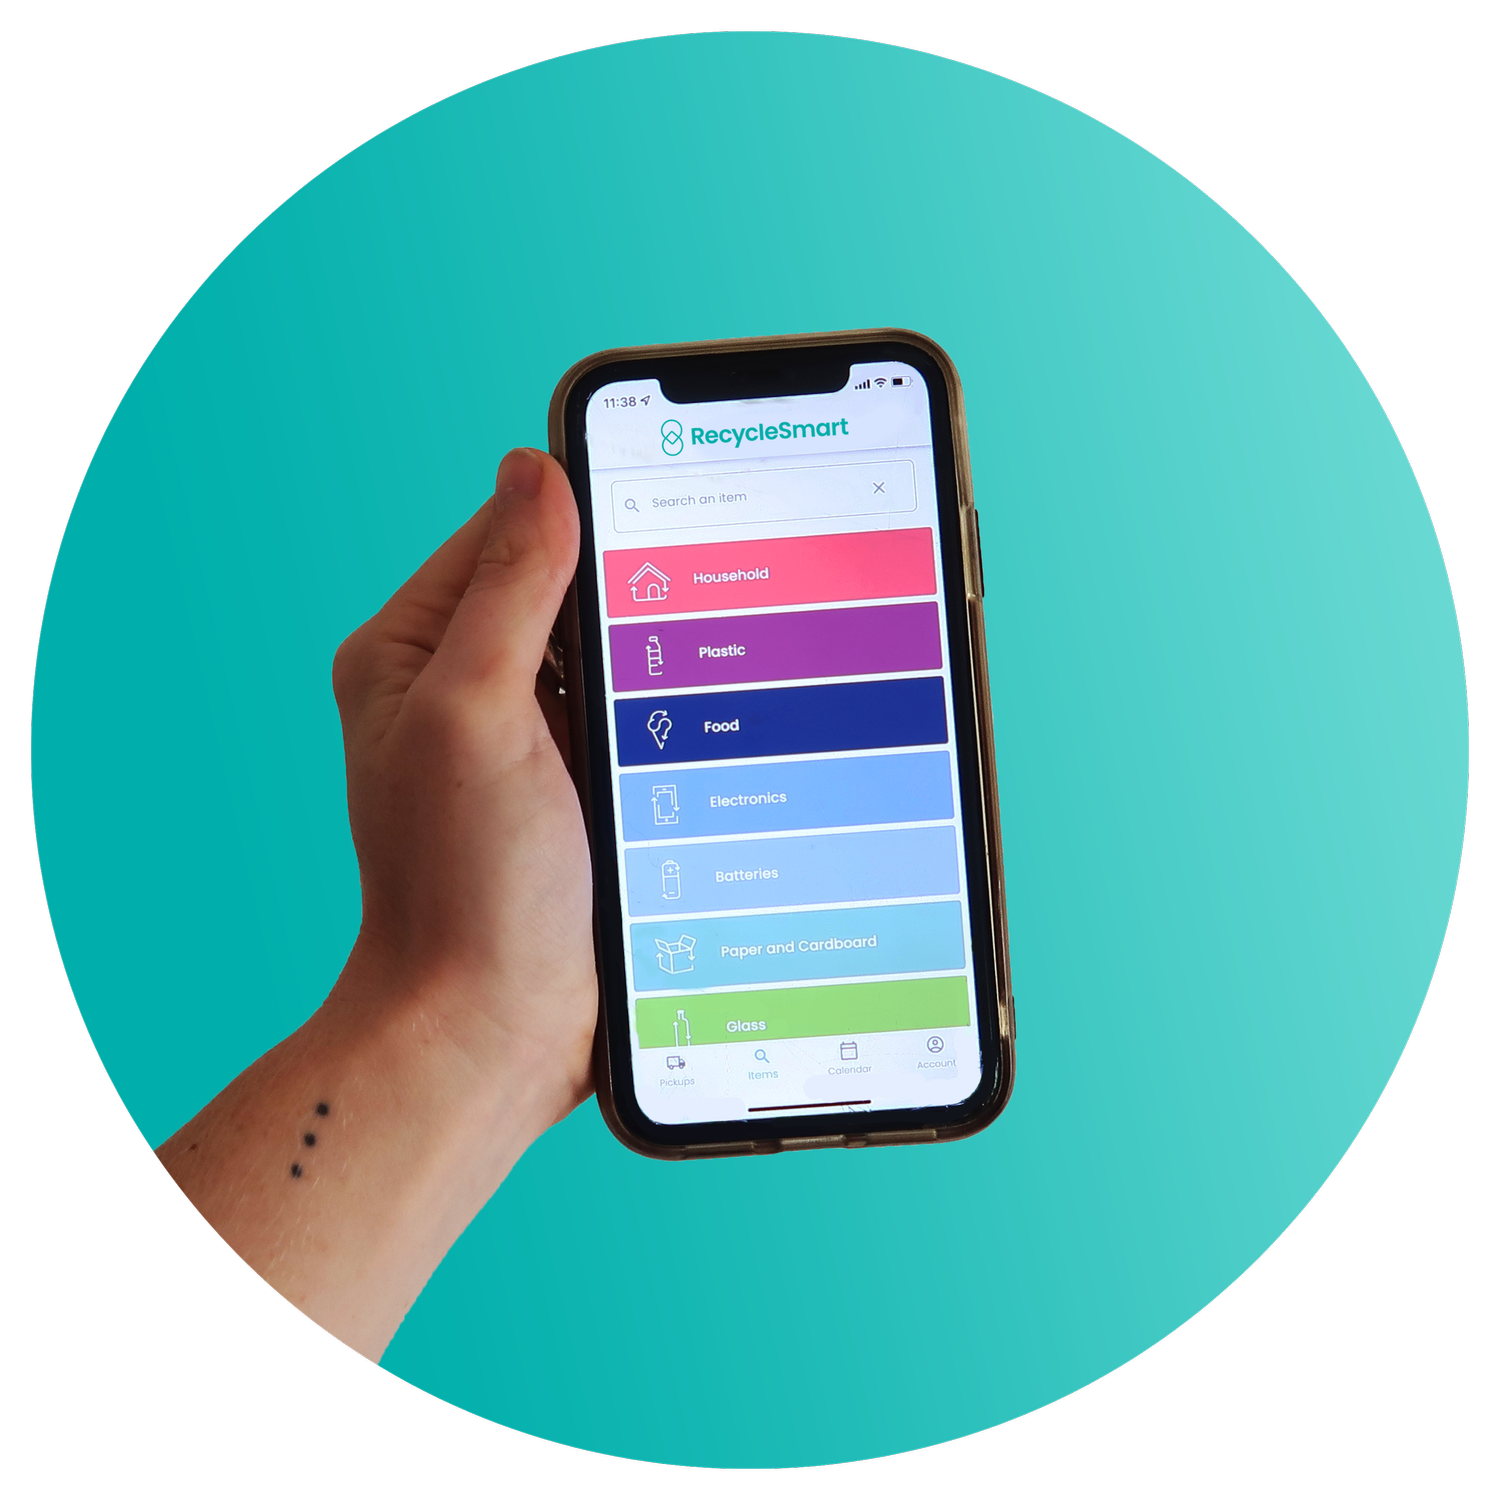 11:38
RecycleSmart
Search an item
Household
Plastic
Food
Electronics
Batteries
Paper and Cardboard
Glass
Pickups
Items
Calendar
Account